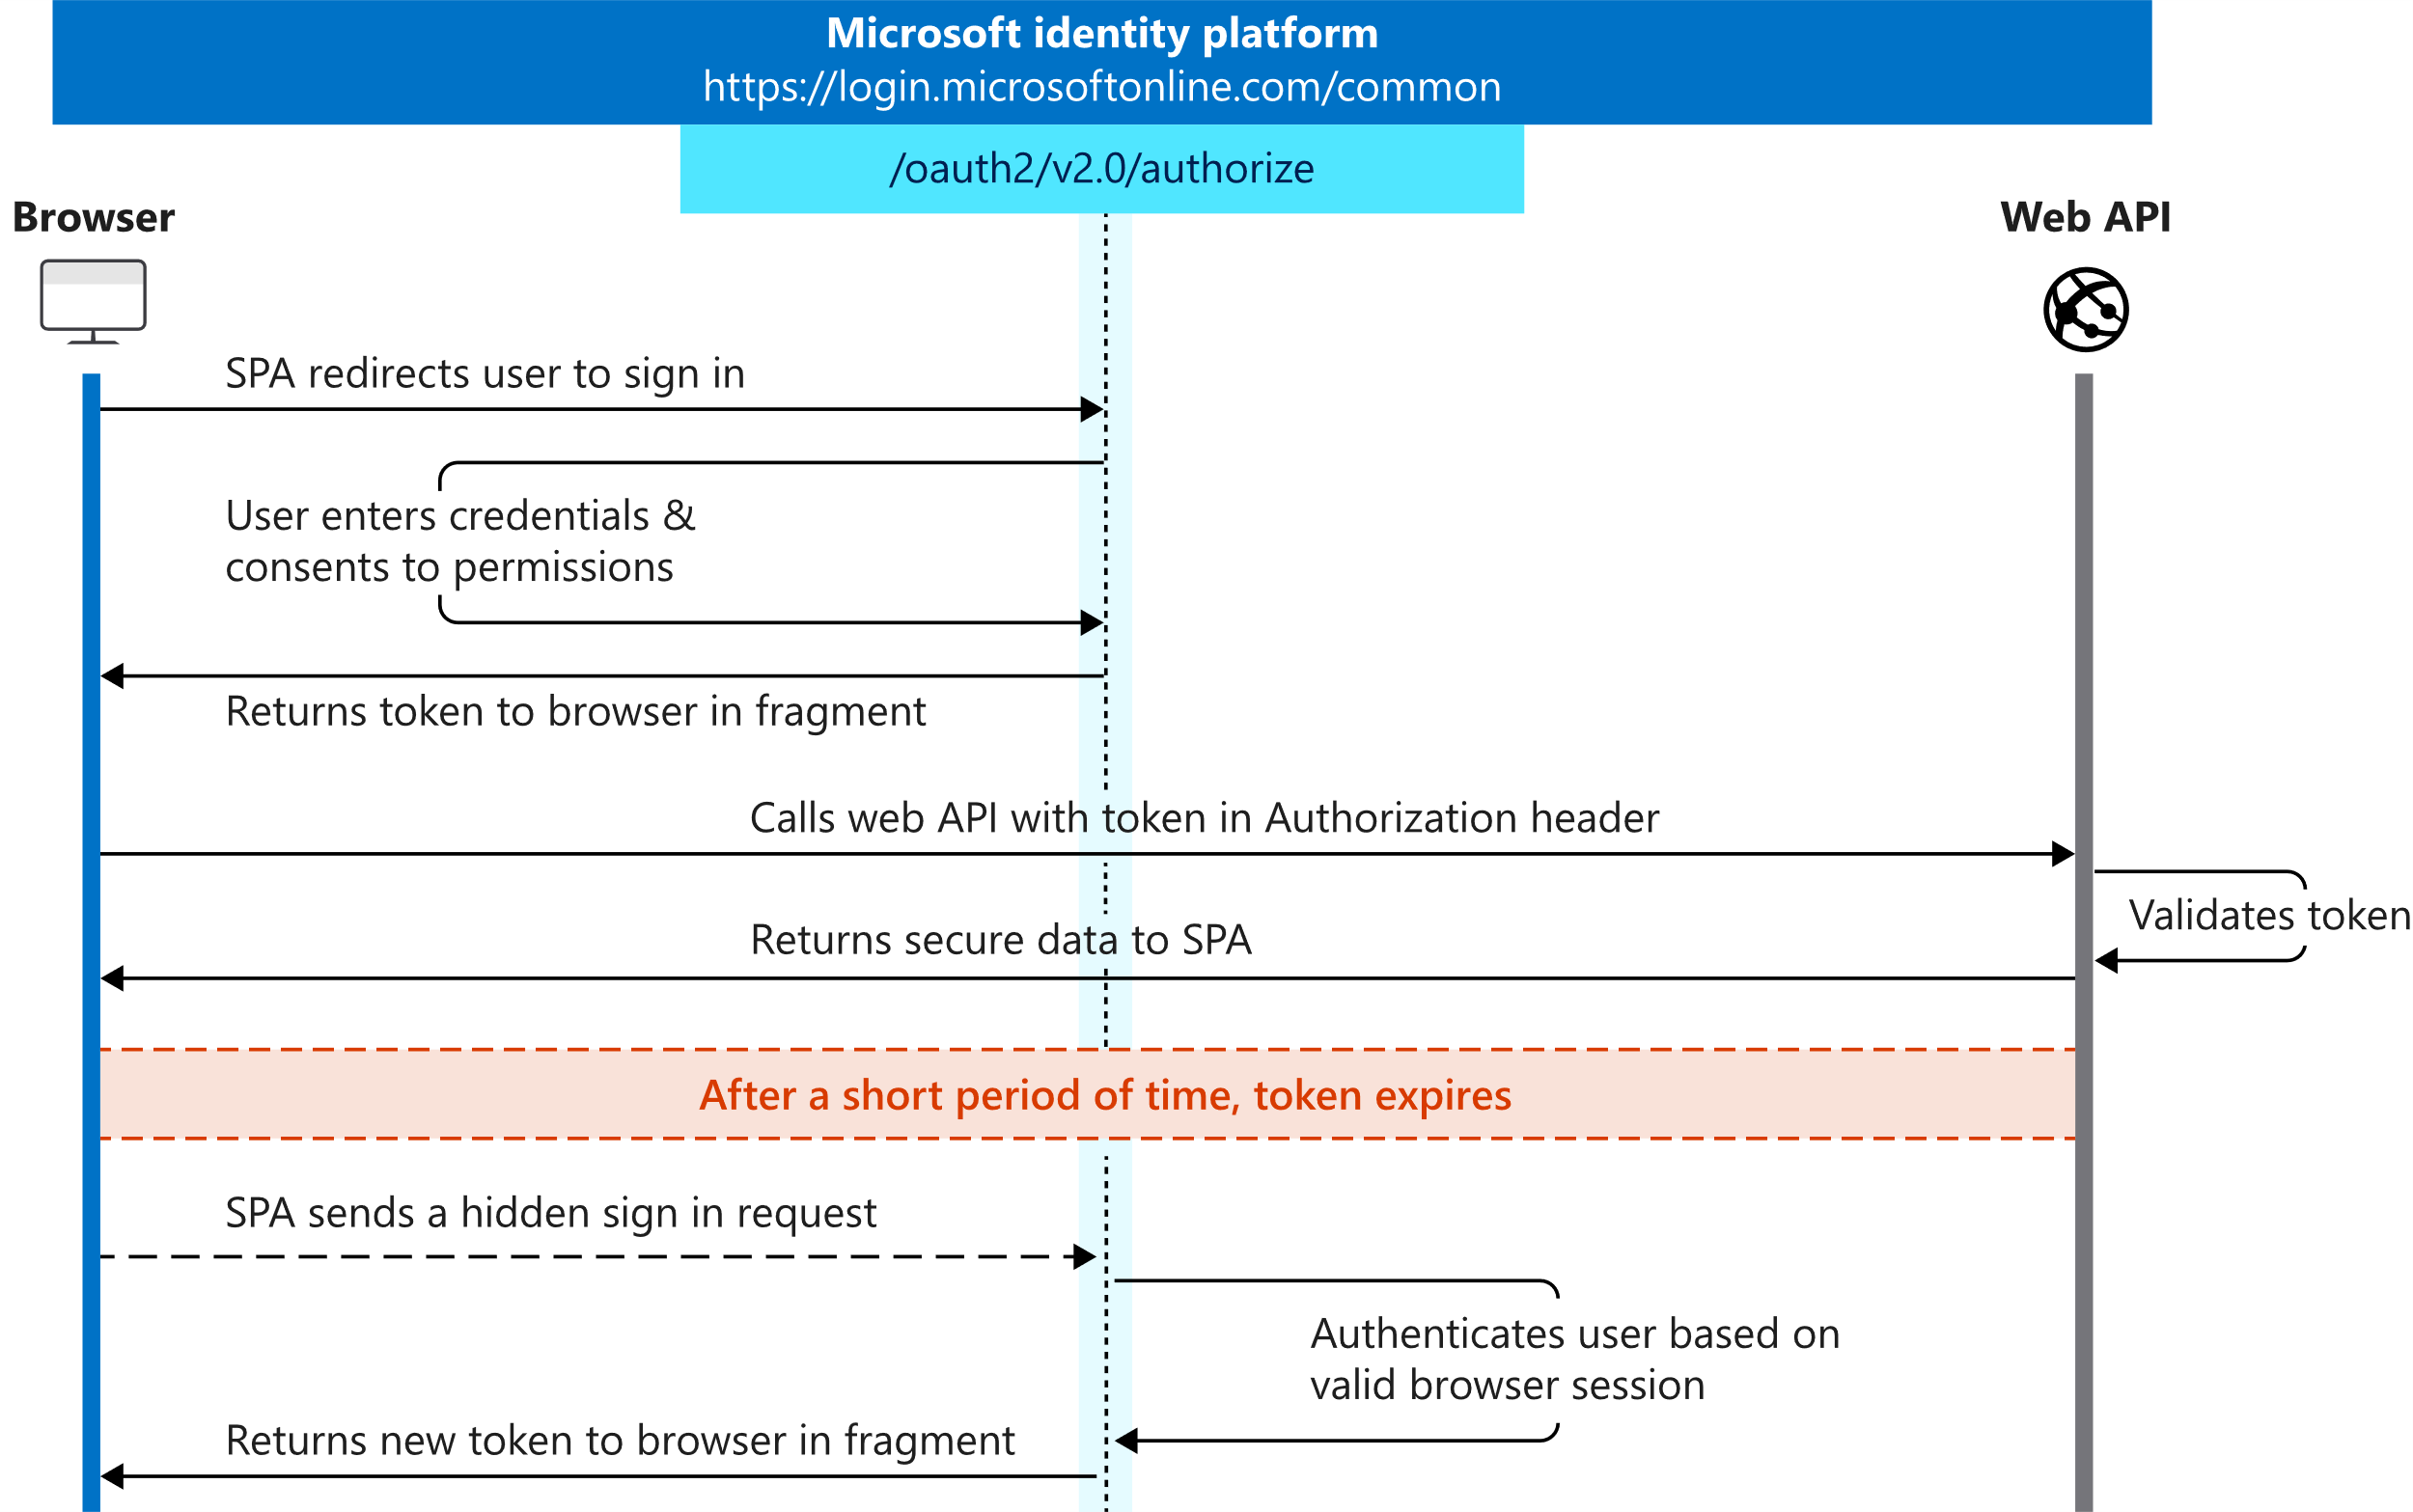 Microsoft identity platform
https://login.microsoftonline.com/common
/oauth2/v2.0/authorize
Browser
Web API
SPA redirects user to sign in
User enters credentials &
consents to permissions
Returns token to browser in fragment
Calls web API with token in Authorization header
Validates token
Returns secure data to SPA
After a short period of time, token expires
SPA sends a hidden sign in request
Authenticates user based on
valid browser session
Returns new token to browser in fragment